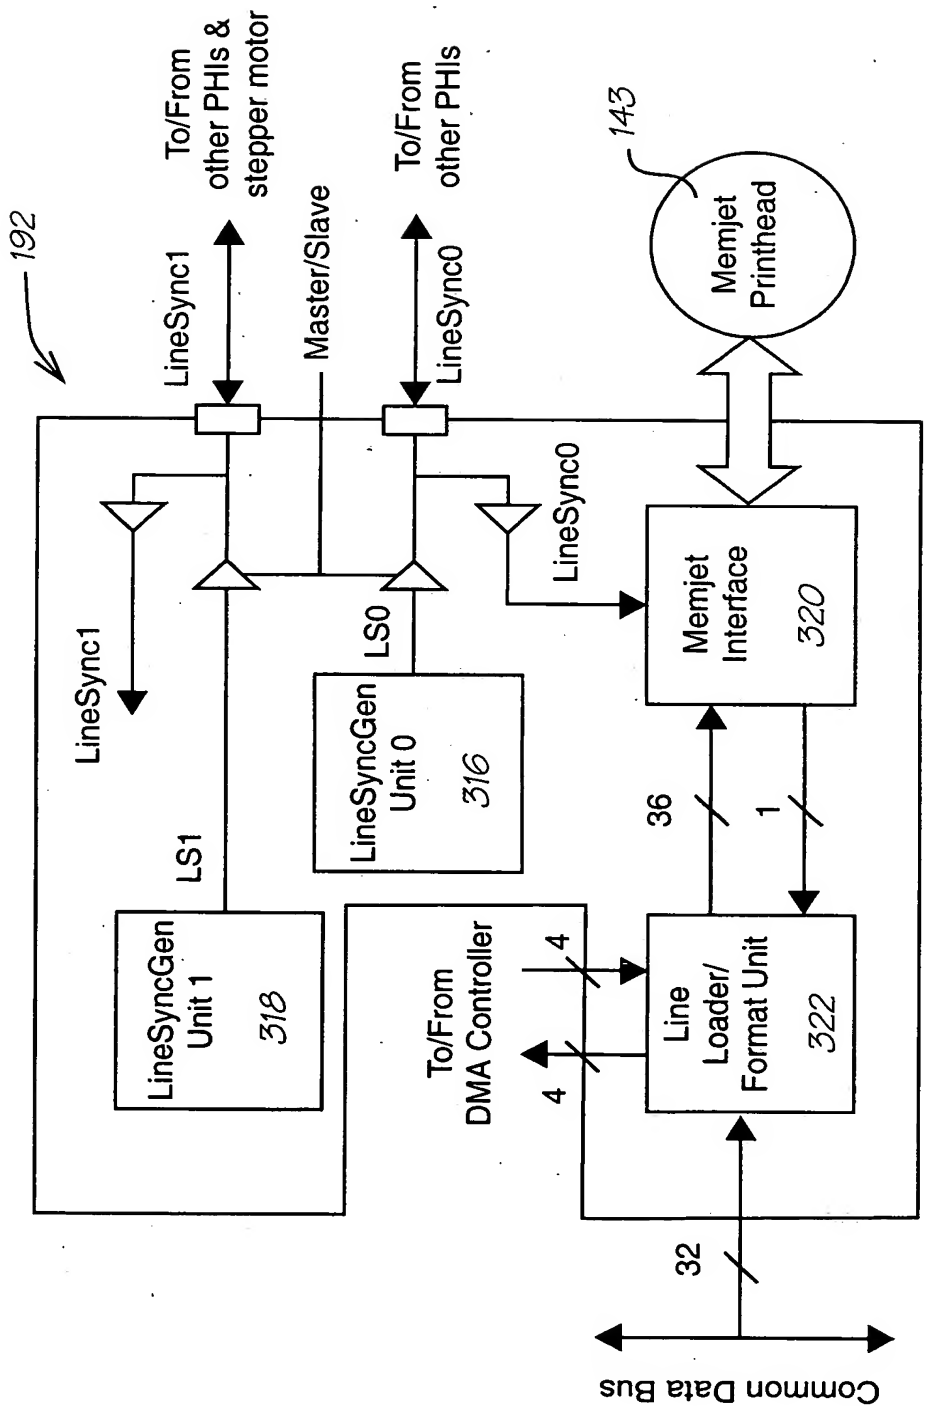 192
To/From
other PHIs &
stepper motor
LineSync1
LineSync1
Master/Slave
To/From
other PHIs
LineSync0
LineSync0
LS1
LineSyncGen
Unit 1
318
LS0
LineSyncGen
Unit 0
316
143
Memjet
Printhead
Memjet
Interface
320
36
1
To/From
DMA Controller
4
4
Line
Loader/
Format Unit
322
32
Common Data Bus